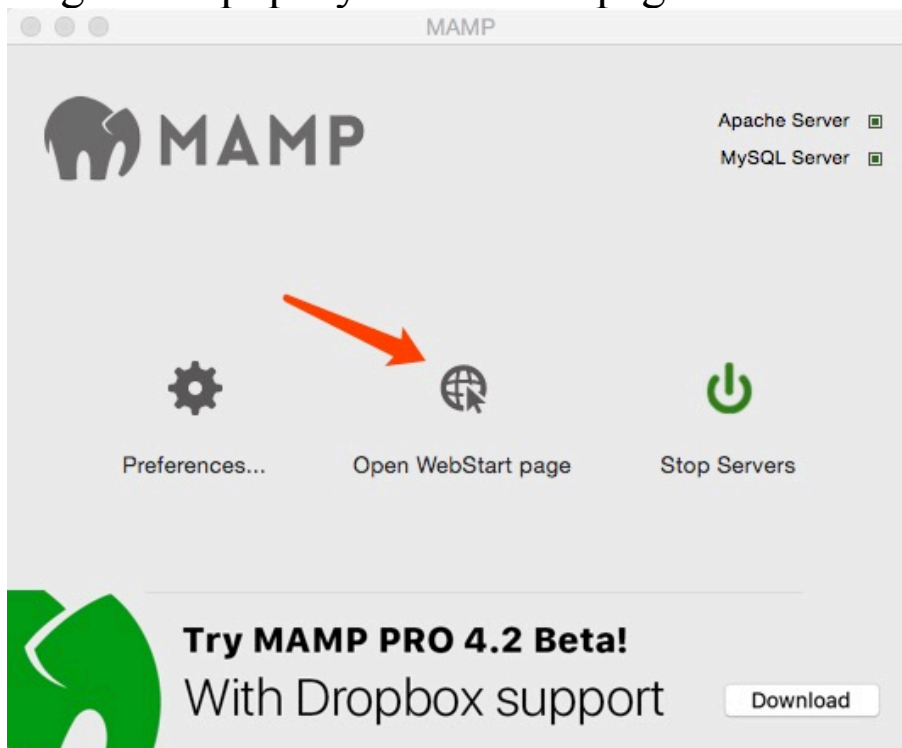 MAMP
MAMP
Apache Server
MySQL Server
Preferences...
Open WebStart page
Stop Servers
Try MAMP PRO 4.2 Beta!
With Dropbox support
Download